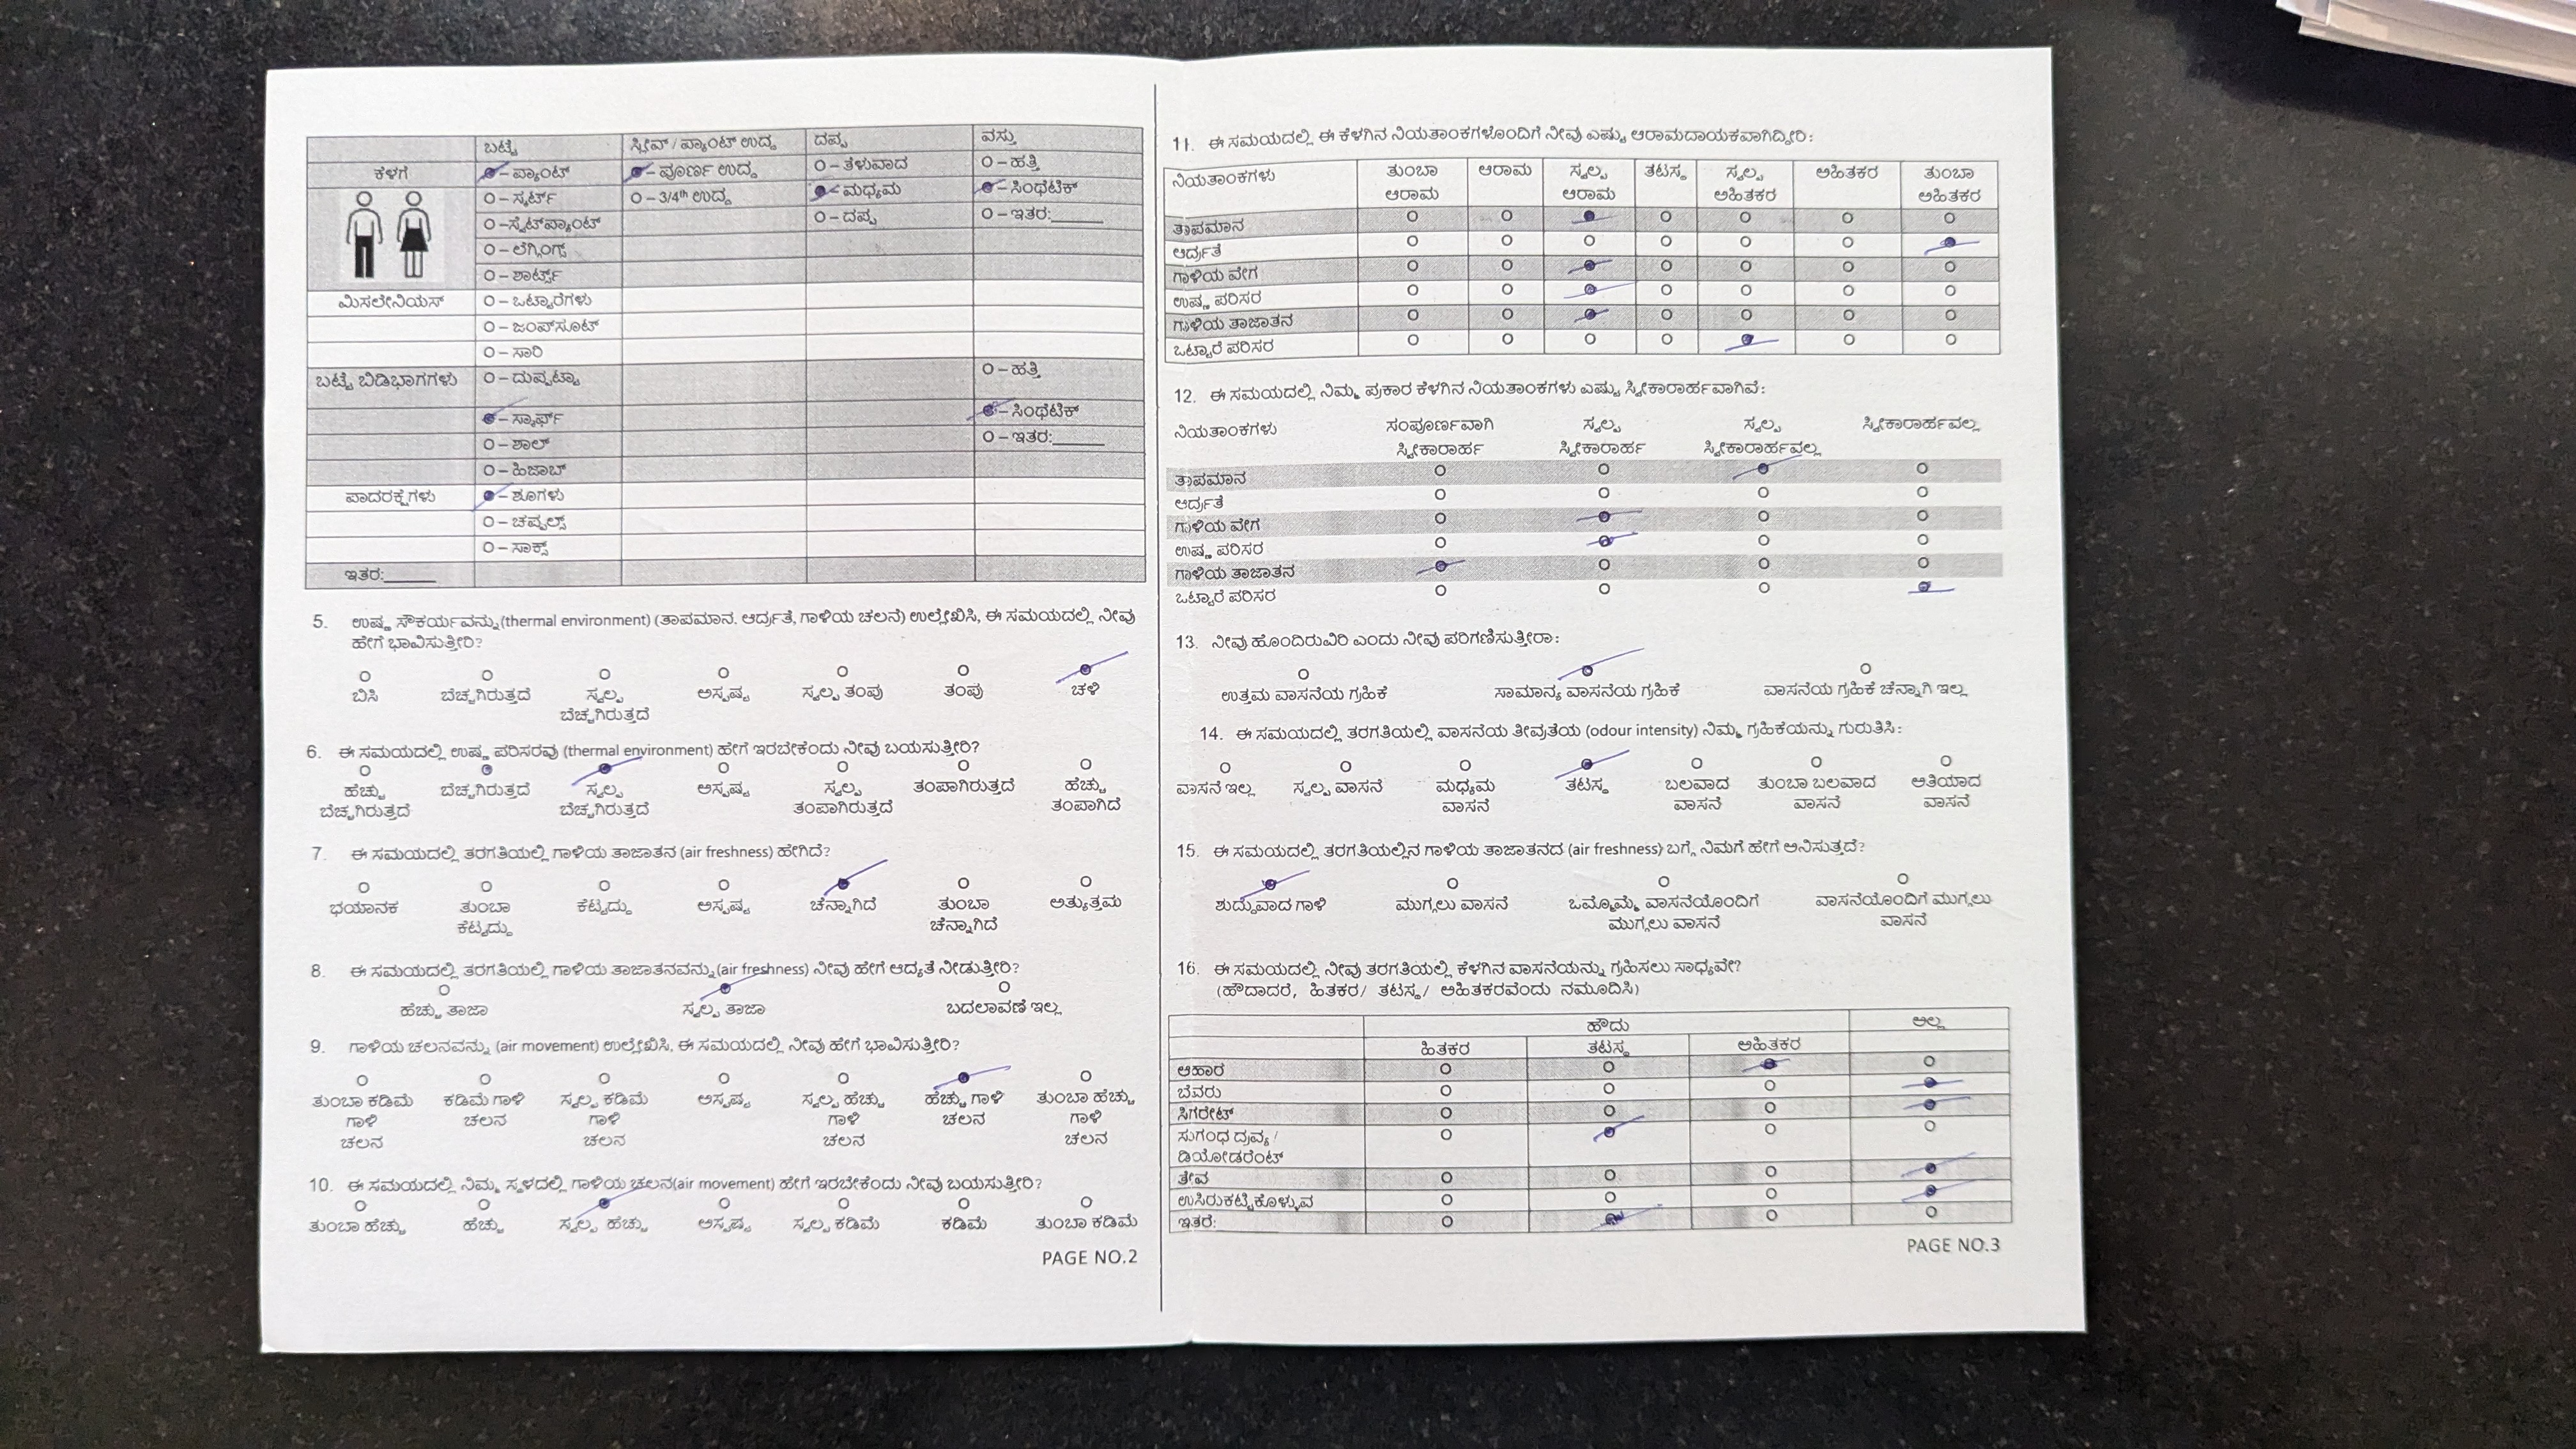 ಬಟ್ಟೆ ಸ್ಲೀವ್ / ಪ್ಯಾಂಟ್ ಉದ್ದ ದಪ್ಪ ವಸ್ತು
ಕೆಳಗೆ O – ಪ್ಯಾಂಟ್ O – ಪೂರ್ಣ ಉದ್ದ O – ತೆಳುವಾದ O – ಹತ್ತಿ
O – ಸ್ಕರ್ಟ್ O – 3/4th ಉದ್ದ O – ಮಧ್ಯಮ O – ಸಿಂಥೆಟಿಕ್
O –ಸ್ವೆಟ್‌ಪ್ಯಾಂಟ್ O – ದಪ್ಪ O – ಇತರ:______
O – ಲೆಗ್ಗಿಂಗ್ಸ್
O – ಶಾರ್ಟ್ಸ್
ಮಿಸಲೇನಿಯಸ್ O – ಒಟ್ಟಾರೆಗಳು
O – ಜಂಪ್‌ಸೂಟ್
O – ಸಾರಿ
ಬಟ್ಟೆ ಬಿಡಿಭಾಗಗಳು O – ದುಪ್ಪಟ್ಟಾ O – ಹತ್ತಿ
O – ಸ್ಕಾರ್ಫ್ O – ಸಿಂಥೆಟಿಕ್
O – ಶಾಲ್ O – ಇತರ:______
O – ಹಿಜಾಬ್
ಪಾದರಕ್ಷೆಗಳು O – ಶೂಗಳು
O – ಚಪ್ಪಲ್ಸ್
O – ಸಾಕ್ಸ್
ಇತರ:______
5. ಉಷ್ಣ ಸೌಕರ್ಯವನ್ನು(thermal environment) (ತಾಪಮಾನ. ಆರ್ದ್ರತೆ, ಗಾಳಿಯ ಚಲನೆ) ಉಲ್ಲೇಖಿಸಿ, ಈ ಸಮಯದಲ್ಲಿ ನೀವು
ಹೇಗೆ ಭಾವಿಸುತ್ತೀರಿ?
ಬಿಸಿ ಬೆಚ್ಚಗಿರುತ್ತದೆ ಸ್ವಲ್ಪ ಅಸ್ಪಷ್ಟ ಸ್ವಲ್ಪ ತಂಪು ತಂಪು ಚಳಿ
ಬೆಚ್ಚಗಿರುತ್ತದೆ
6. ಈ ಸಮಯದಲ್ಲಿ ಉಷ್ಣ ಪರಿಸರವು (thermal environment) ಹೇಗೆ ಇರಬೇಕೆಂದು ನೀವು ಬಯಸುತ್ತೀರಿ?
ಹೆಚ್ಚು ಬೆಚ್ಚಗಿರುತ್ತದೆ ಸ್ವಲ್ಪ ಅಸ್ಪಷ್ಟ ಸ್ವಲ್ಪ ತಂಪಾಗಿರುತ್ತದೆ ಹೆಚ್ಚು
ಬೆಚ್ಚಗಿರುತ್ತದೆ ಬೆಚ್ಚಗಿರುತ್ತದೆ ತಂಪಾಗಿರುತ್ತದೆ ತಂಪಾಗಿದೆ
7. ಈ ಸಮಯದಲ್ಲಿ ತರಗತಿಯಲ್ಲಿ ಗಾಳಿಯ ತಾಜಾತನ (air freshness) ಹೇಗಿದೆ?
ಭಯಾನಕ ತುಂಬಾ ಕೆಟ್ಟದ್ದು ಅಸ್ಪಷ್ಟ ಚೆನ್ನಾಗಿದೆ ತುಂಬಾ ಅತ್ಯುತ್ತಮ
ಕೆಟ್ಟದ್ದು ಚೆನ್ನಾಗಿದೆ
8. ಈ ಸಮಯದಲ್ಲಿ ತರಗತಿಯಲ್ಲಿ ಗಾಳಿಯ ತಾಜಾತನವನ್ನು(air freshness) ನೀವು ಹೇಗೆ ಆದ್ಯತೆ ನೀಡುತ್ತೀರಿ?
ಹೆಚ್ಚು ತಾಜಾ ಸ್ವಲ್ಪ ತಾಜಾ ಬದಲಾವಣೆ ಇಲ್ಲ
9. ಗಾಳಿಯ ಚಲನವನ್ನು (air movement) ಉಲ್ಲೇಖಿಸಿ, ಈ ಸಮಯದಲ್ಲಿ ನೀವು ಹೇಗೆ ಭಾವಿಸುತ್ತೀರಿ?
ತುಂಬಾ ಕಡಿಮೆ ಕಡಿಮೆ ಗಾಳಿ ಸ್ವಲ್ಪ ಕಡಿಮೆ ಅಸ್ಪಷ್ಟ ಸ್ವಲ್ಪ ಹೆಚ್ಚು ಹೆಚ್ಚು ಗಾಳಿ ತುಂಬಾ ಹೆಚ್ಚು
ಗಾಳಿ ಚಲನ ಗಾಳಿ ಗಾಳಿ ಚಲನ ಗಾಳಿ
ಚಲನ ಚಲನ ಚಲನ ಚಲನ
10. ಈ ಸಮಯದಲ್ಲಿ ನಿಮ್ಮ ಸ್ಥಳದಲ್ಲಿ ಗಾಳಿಯ ಚಲನ(air movement) ಹೇಗೆ ಇರಬೇಕೆಂದು ನೀವು ಬಯಸುತ್ತೀರಿ?
ತುಂಬಾ ಹೆಚ್ಚು ಹೆಚ್ಚು ಸ್ವಲ್ಪ ಹೆಚ್ಚು ಅಸ್ಪಷ್ಟ ಸ್ವಲ್ಪ ಕಡಿಮೆ ಕಡಿಮೆ ತುಂಬಾ ಕಡಿಮೆ
PAGE NO.2
11. ಈ ಸಮಯದಲ್ಲಿ ಈ ಕೆಳಗಿನ ನಿಯತಾಂಕಗಳೊಂದಿಗೆ ನೀವು ಎಷ್ಟು ಆರಾಮದಾಯಕವಾಗಿದ್ದೀರಿ:
ನಿಯತಾಂಕಗಳು ತುಂಬಾ ಆರಾಮ ಸ್ವಲ್ಪ ತಟಸ್ಥ ಸ್ವಲ್ಪ ಅಹಿತಕರ ತುಂಬಾ
ಆರಾಮ ಆರಾಮ ಅಹಿತಕರ ಅಹಿತಕರ
ತಾಪಮಾನ
ಆರ್ದ್ರತೆ
ಗಾಳಿಯ ವೇಗ
ಉಷ್ಣ ಪರಿಸರ
ಗಾಳಿಯ ತಾಜಾತನ
ಒಟ್ಟಾರೆ ಪರಿಸರ
12. ಈ ಸಮಯದಲ್ಲಿ ನಿಮ್ಮ ಪ್ರಕಾರ ಕೆಳಗಿನ ನಿಯತಾಂಕಗಳು ಎಷ್ಟು ಸ್ವೀಕಾರಾರ್ಹವಾಗಿವೆ:
ನಿಯತಾಂಕಗಳು ಸಂಪೂರ್ಣವಾಗಿ ಸ್ವಲ್ಪ ಸ್ವಲ್ಪ ಸ್ವೀಕಾರಾರ್ಹವಲ್ಲ
ಸ್ವೀಕಾರಾರ್ಹ ಸ್ವೀಕಾರಾರ್ಹ ಸ್ವೀಕಾರಾರ್ಹವಲ್ಲ
ತಾಪಮಾನ
ಆರ್ದ್ರತೆ
ಗಾಳಿಯ ವೇಗ
ಉಷ್ಣ ಪರಿಸರ
ಗಾಳಿಯ ತಾಜಾತನ
ಒಟ್ಟಾರೆ ಪರಿಸರ
13. ನೀವು ಹೊಂದಿರುವಿರಿ ಎಂದು ನೀವು ಪರಿಗಣಿಸುತ್ತೀರಾ:
ಉತ್ತಮ ವಾಸನೆಯ ಗ್ರಹಿಕೆ ಸಾಮಾನ್ಯ ವಾಸನೆಯ ಗ್ರಹಿಕೆ ವಾಸನೆಯ ಗ್ರಹಿಕೆ ಚೆನ್ನಾಗಿ ಇಲ್ಲ
14. ಈ ಸಮಯದಲ್ಲಿ ತರಗತಿಯಲ್ಲಿ ವಾಸನೆಯ ತೀವ್ರತೆಯ (odour intensity) ನಿಮ್ಮ ಗ್ರಹಿಕೆಯನ್ನು ಗುರುತಿಸಿ:
ವಾಸನೆ ಇಲ್ಲ ಸ್ವಲ್ಪ ವಾಸನೆ ಮಧ್ಯಮ ತಟಸ್ಥ ಬಲವಾದ ತುಂಬಾ ಬಲವಾದ ಅತಿಯಾದ
ವಾಸನೆ ವಾಸನೆ ವಾಸನೆ ವಾಸನೆ
15. ಈ ಸಮಯದಲ್ಲಿ ತರಗತಿಯಲ್ಲಿನ ಗಾಳಿಯ ತಾಜಾತನದ (air freshness) ಬಗ್ಗೆ ನಿಮಗೆ ಹೇಗೆ ಅನಿಸುತ್ತದೆ?
ಶುದ್ಧವಾದ ಗಾಳಿ ಮುಗ್ಗಲು ವಾಸನೆ ಒಮ್ಮೊಮ್ಮೆ ವಾಸನೆಯೊಂದಿಗೆ ವಾಸನೆಯೊಂದಿಗೆ ಮುಗ್ಗಲು
ಮುಗ್ಗಲು ವಾಸನೆ ವಾಸನೆ
16. ಈ ಸಮಯದಲ್ಲಿ ನೀವು ತರಗತಿಯಲ್ಲಿ ಕೆಳಗಿನ ವಾಸನೆಯನ್ನು ಗ್ರಹಿಸಲು ಸಾಧ್ಯವೇ?
(ಹೌದಾದರೆ, ಹಿತಕರ/ ತಟಸ್ಥ/ ಅಹಿತಕರವೆಂದು ನಮೂದಿಸಿ)
ಹೌದು ಅಲ್ಲ
ಹಿತಕರ ತಟಸ್ಥ ಅಹಿತಕರ
ಆಹಾರ
ಬೆವರು
ಸಿಗರೇಟ್
ಸುಗಂಧ ದ್ರವ್ಯ /
ಡಿಯೋಡರೆಂಟ್
ತೇವ
ಉಸಿರುಕಟ್ಟಿಕೊಳ್ಳುವ
ಇತರೆ:
PAGE NO.3